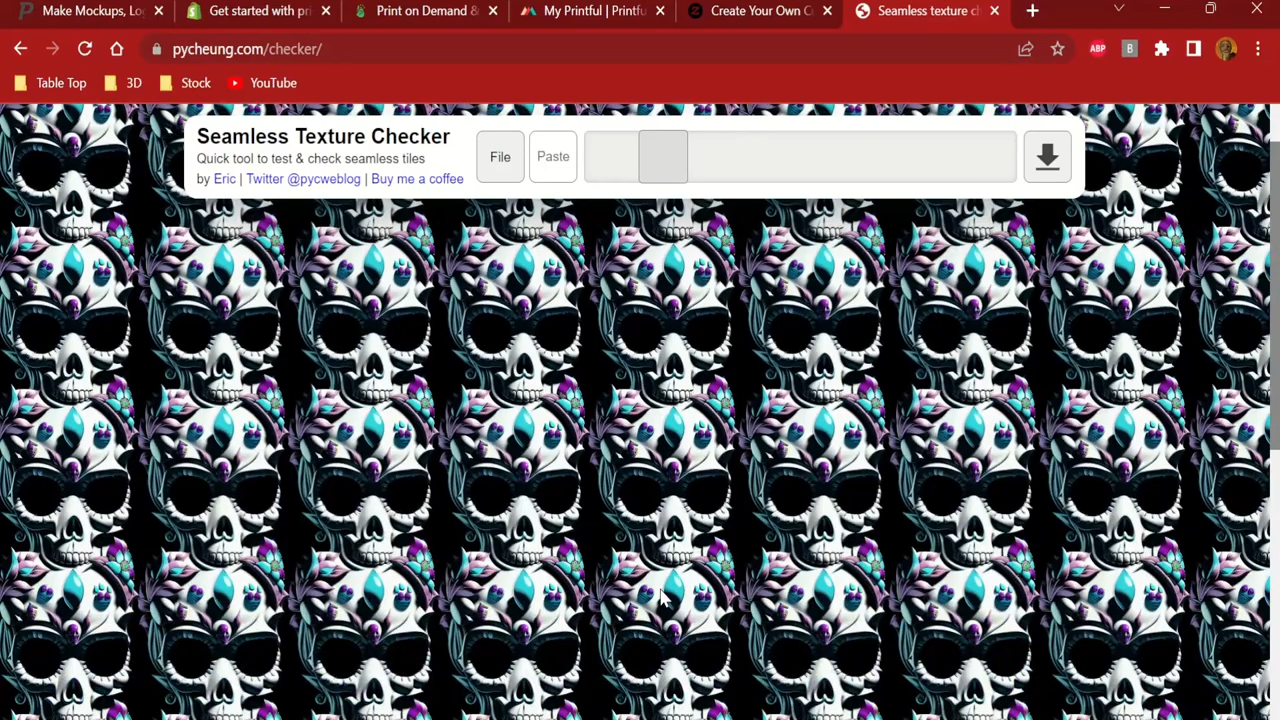 Make Mockups, Lo
Get started with pri
Print on Demand &
My Printful | Printfu
Create Your Own C
Seamless texture c
pycheung.com/checker/
ABP
B
Table Top
3D
Stock
YouTube
Seamless Texture Checker
Quick tool to test & check seamless tiles
by Eric | Twitter @pycweblog | Buy me a coffee
File
Paste